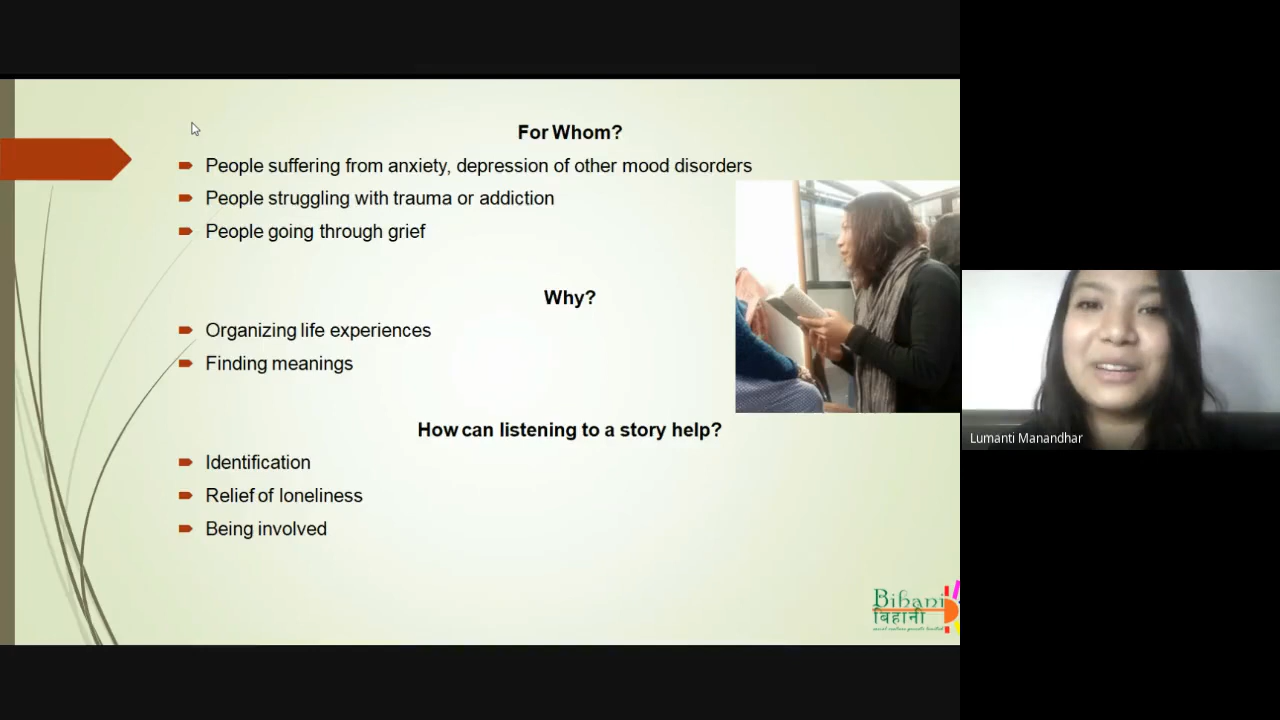 For Whom?
People suffering from anxiety, depression of other mood disorders
People struggling with trauma or addiction
People going through grief
Why?
Organizing life experiences
Finding meanings
How can listening to a story help?
Identification
Relief of loneliness
Being involved
Lumanti Manandhar
Bihani
बिहानी